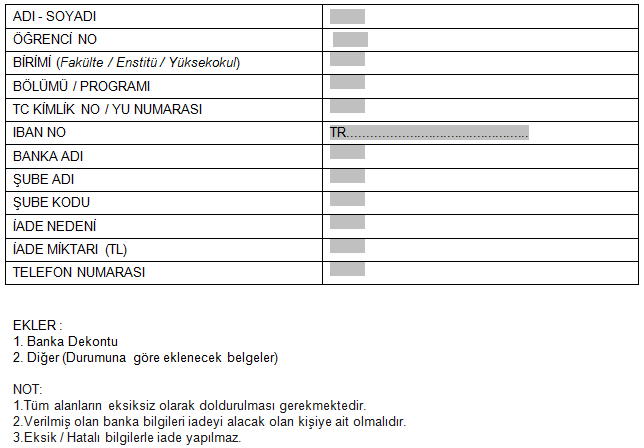 ADI - SOYADI
ÖĞRENCİ NO
BİRİMİ (Fakülte / Enstitü / Yüksekokul)
BÖLÜMÜ / PROGRAMI
TC KİMLİK NO / YU NUMARASI
IBAN NO TR................................................
BANKA ADI
ŞUBE ADI
ŞUBE KODU
İADE NEDENİ
İADE MİKTARI (TL)
TELEFON NUMARASI
EKLER :
1. Banka Dekontu
2. Diğer (Durumuna göre eklenecek belgeler)
NOT:
1.Tüm alanların eksiksiz olarak doldurulması gerekmektedir.
2.Verilmiş olan banka bilgileri iadeyi alacak olan kişiye ait olmalıdır.
3.Eksik / Hatalı bilgilerle iade yapılmaz.